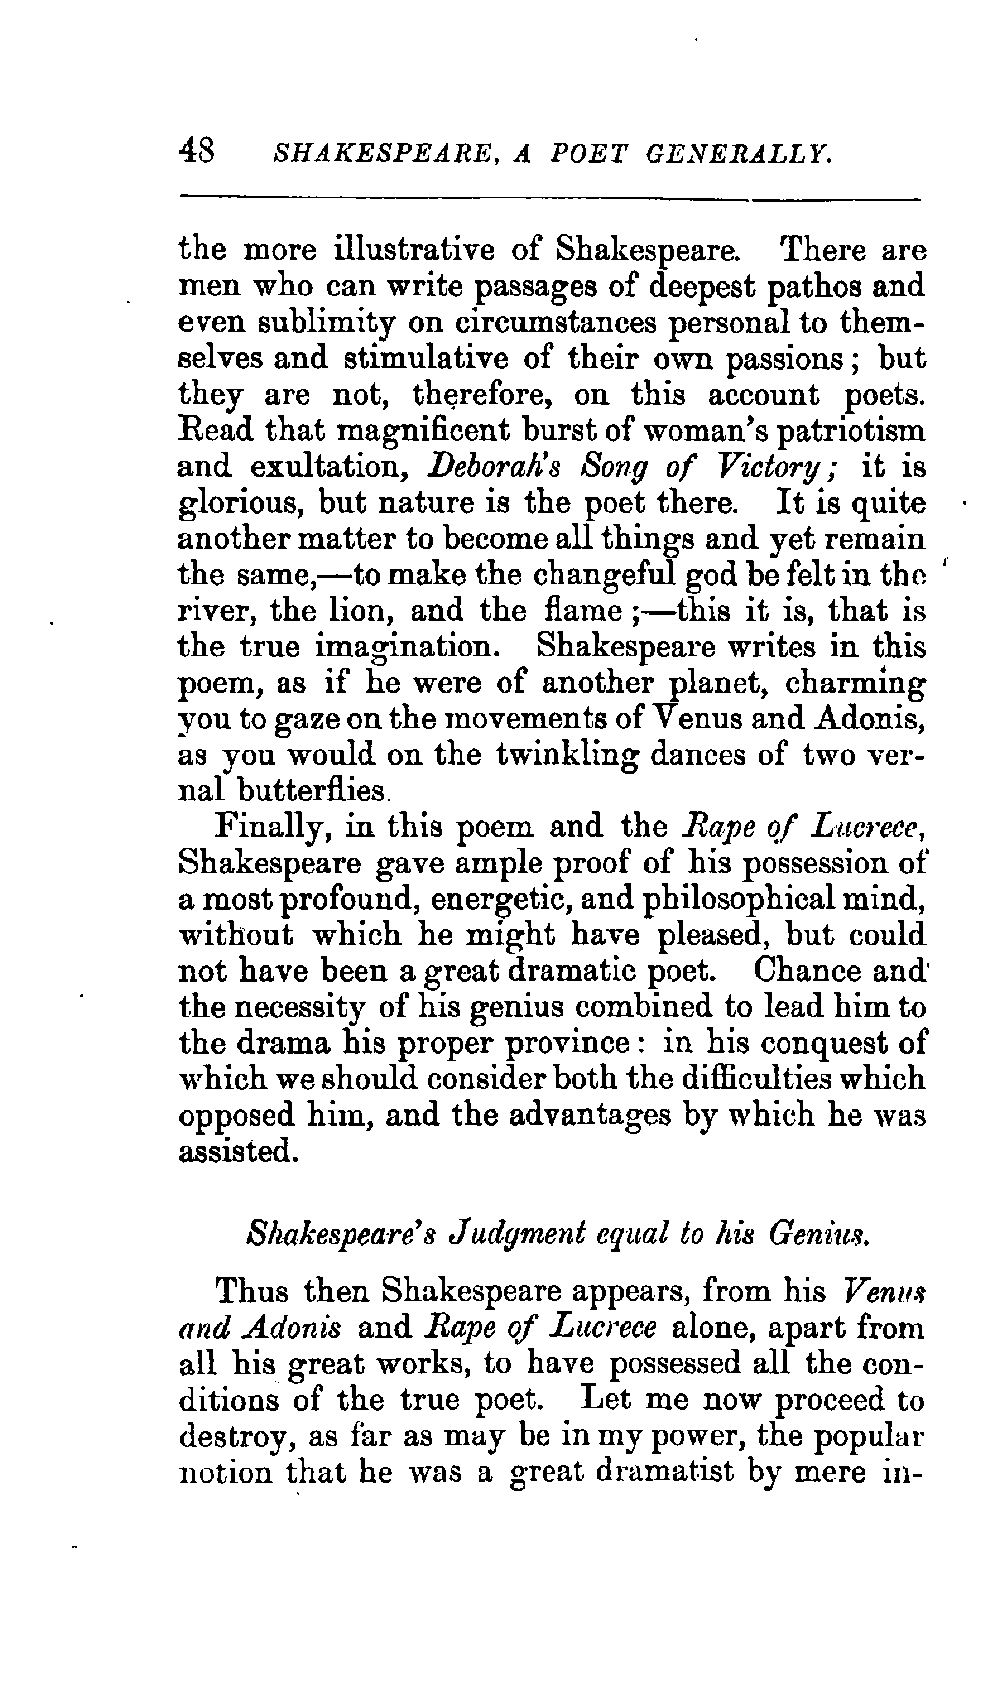 48 SHAKESPEARE, A POET GENERALLY.
the more illustrative of Shakespeare. There are
men who can write passages of deepest pathos and
even sublimity on circumstances personal to them-
selves and stimulative of their own passions; but
they are not, therefore, on this account poets.
Read that magnificent burst of woman's patriotism
and exultation, Deborah's Song of Victory; it is
glorious, but nature is the poet there. It is quite
another matter to become all things and yet remain
the same,—to make the changeful god be felt in the
river, the lion, and the flame;—this it is, that is
the true imagination. Shakespeare writes in this
poem, as if he were of another planet, charming
you to gaze on the movements of Venus and Adonis,
as you would on the twinkling dances of two ver-
nal butterflies.
Finally, in this poem and the Rape of Lucrece,
Shakespeare gave ample proof of his possession of
a most profound, energetic, and philosophical mind,
without which he might have pleased, but could
not have been a great dramatic poet. Chance and
the necessity of his genius combined to lead him to
the drama his proper province: in his conquest of
which we should consider both the difficulties which
opposed him, and the advantages by which he was
assisted.
Shakespeare's Judgment equal to his Genius.
Thus then Shakespeare appears, from his Venus
and Adonis and Rape of Lucrece alone, apart from
all his great works, to have possessed all the con-
ditions of the true poet. Let me now proceed to
destroy, as far as may be in my power, the popular
notion that he was a great dramatist by mere in-